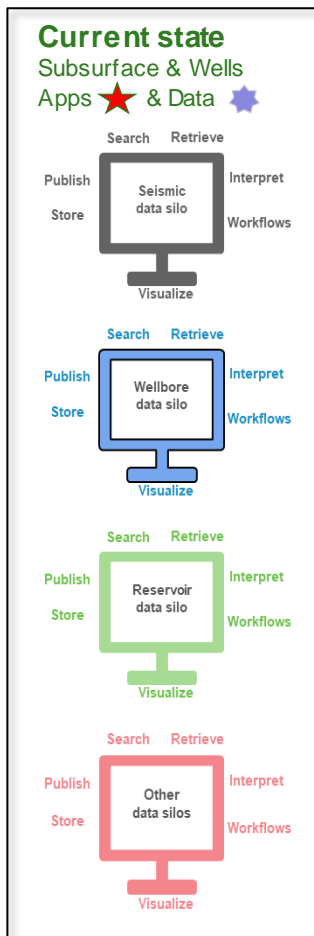 Current state
Subsurface & Wells
Apps & Data
Search Retrieve
Publish
Interpret
Seismic
data silo
Store
Workflows
Visualize
Search Retrieve
Publish
Interpret
Wellbore
data silo
Store
Workflows
Visualize
Search Retrieve
Publish
Interpret
Reservoir
data silo
Store
Workflows
Visualize
Search Retrieve
Publish
Interpret
Other
data silos
Store
Workflows
Visualize